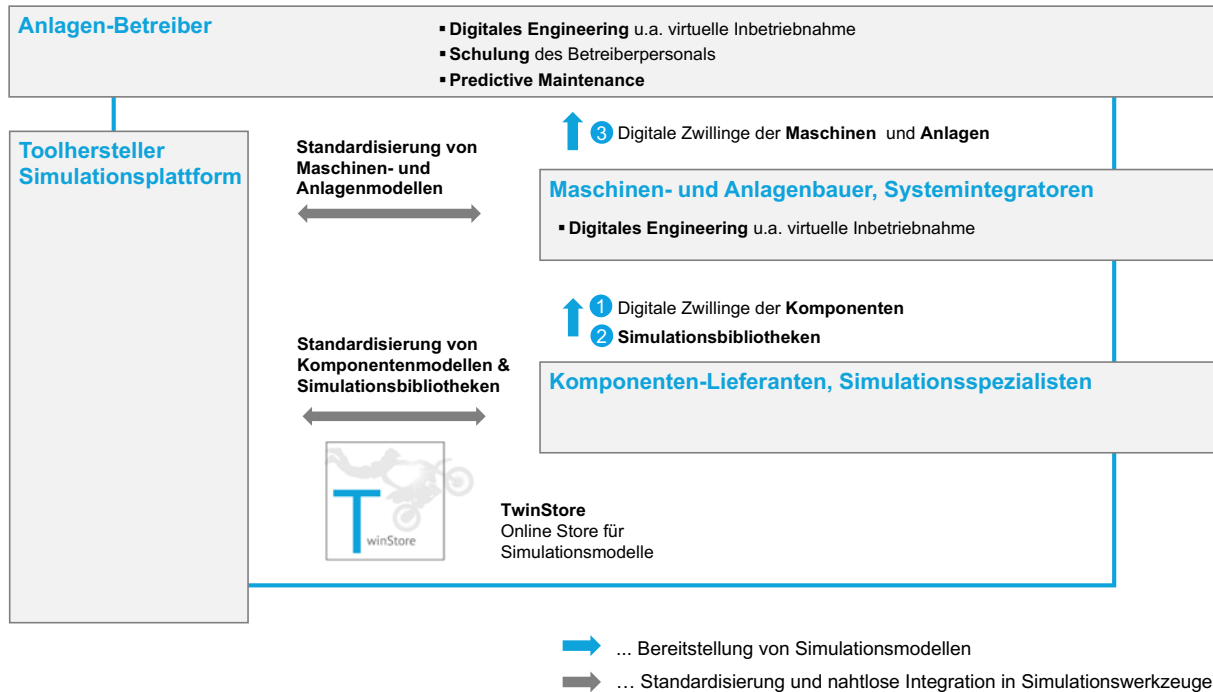 Anlagen-Betreiber
▪ Digitales Engineering u.a. virtuelle Inbetriebnahme
▪ Schulung des Betreiberpersonals
▪ Predictive Maintenance
Toolhersteller
Simulationsplattform
Standardisierung von
Maschinen- und
Anlagenmodellen
3 Digitale Zwillinge der Maschinen und Anlagen
Maschinen- und Anlagenbauer, Systemintegratoren
▪ Digitales Engineering u.a. virtuelle Inbetriebnahme
1 Digitale Zwillinge der Komponenten
2 Simulationsbibliotheken
Standardisierung von
Komponentenmodellen &
Simulationsbibliotheken
Komponenten-Lieferanten, Simulationsspezialisten
TwinStore
TwinStore
Online Store für
Simulationsmodelle
... Bereitstellung von Simulationsmodellen
… Standardisierung und nahtlose Integration in Simulationswerkzeuge